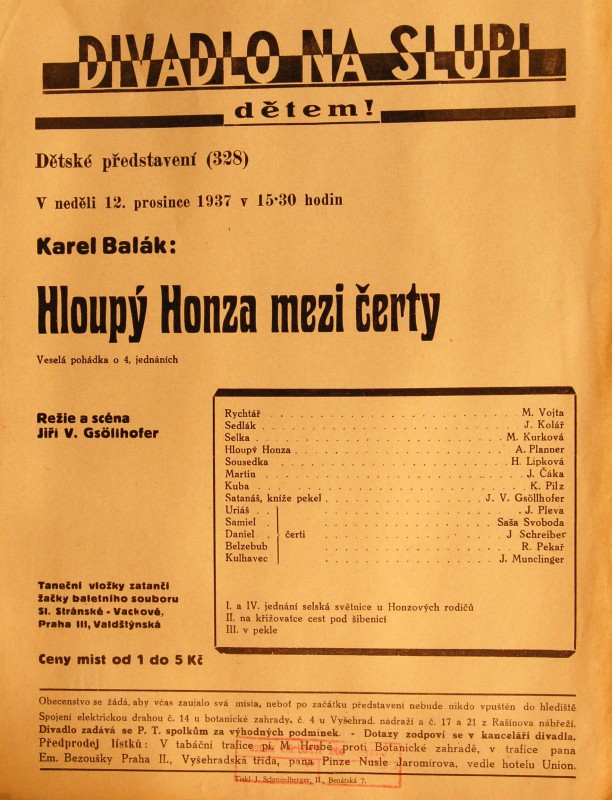 DIVADLO NA SLUPI
dětem!
Dětské představení (328)
V neděli 12. prosince 1937 v 15·30 hodin
Karel Balák:
Hloupý Honza mezi čerty
Veselá pohádka o 4. jednáních
Režie a scéna
Jiří V. Gsöllhofer
Rychtář . . . M. Vojta
Sedlák . . . J. Kolář
Selka . . . M. Kurková
Hloupý Honza . . . A. Planner
Sousedka . . . H. Lipková
Martin . . . J. Čáka
Kuba . . . K. Pilz
Satanáš, kníže pekel . . . J. V. Gsöllhofer
Uriáš . . . J. Pleva
Samiel . . . Saša Svoboda
Daniel . čerti . . . J Schreiber
Belzebub . . . R. Pekař
Kulhavec . . . J. Munclinger
I. a IV. jednání selská světnice u Honzových rodičů
II. na křižovatce cest pod šibenicí
III. v pekle
Taneční vložky zatančí
žačky baletního souboru
Sl. Stránské - Vackové,
Praha III, Valdštýnská
Ceny míst od 1 do 5 Kč
Obecenstvo se žádá, aby včas zaujalo svá místa, neboť po začátku představení nebude nikdo vpuštěn do hlediště
Spojení elektrickou drahou č. 14 u botanické zahrady, č. 4 u Vyšehrad. nádraží a č. 17 a 21 z Rašínova nábřeží.
Divadlo zadává se P. T. spolkům za výhodných podmínek. - Dotazy zodpoví se v kanceláři divadla.
Předprodej lístků: V tabáční trafice pí. M. Hrubé proti Botanické zahradě, v trafice pana
Em. Bezoušky Praha II., Vyšehradská třída, pana Pinze Nusle Jaromírova, vedle hotelu Union.
Tiskl J. Schmiedberger, II., Benátská 7.